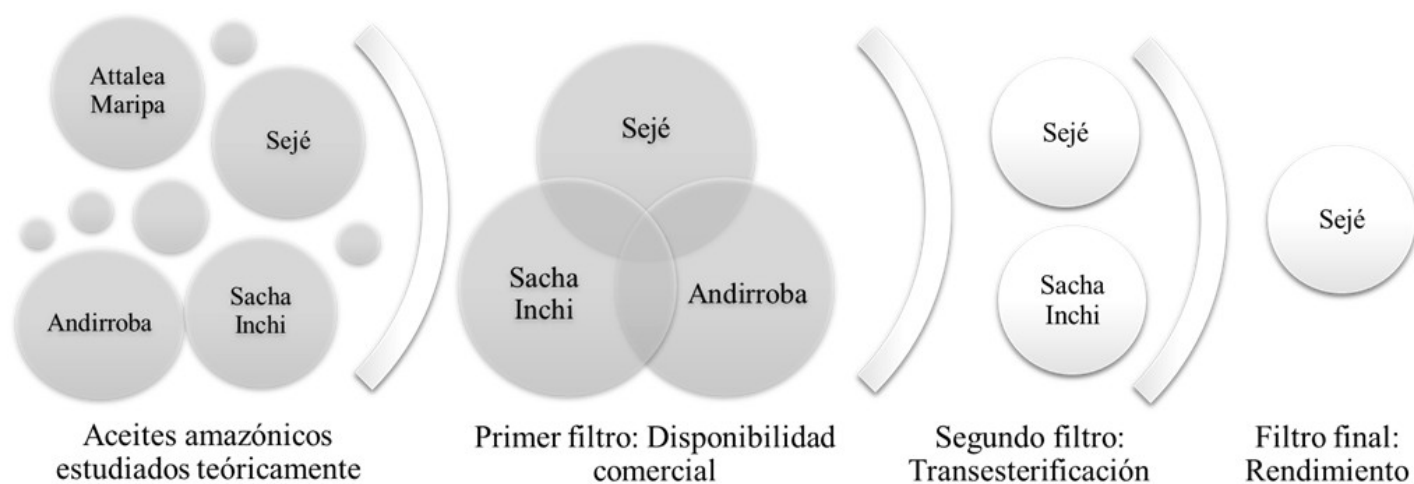 Attalea
Maripa
Sejé
Andirroba
Sacha
Inchi
Aceites amazónicos
estudiados teóricamente
Sejé
Sacha
Inchi
Andirroba
Primer filtro: Disponibilidad
comercial
Sejé
Sacha
Inchi
Segundo filtro:
Transesterificación
Sejé
Filtro final:
Rendimiento